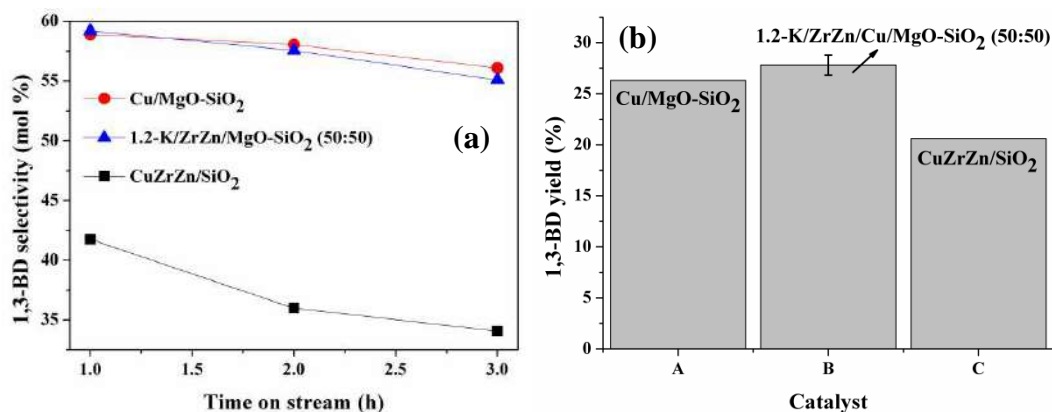 60
55
50
45
40
35
1,3-BD selectivity (mol %)
Cu/MgO-SiO2
1.2-K/ZrZn/MgO-SiO2 (50:50)
CuZrZn/SiO2
(a)
1.0 1.5 2.0 2.5 3.0
Time on stream (h)
(b)
1.2-K/ZrZn/Cu/MgO-SiO2 (50:50)
30
25
20
15
10
5
0
1,3-BD yield (%)
Cu/MgO-SiO2
CuZrZn/SiO2
A B C
Catalyst